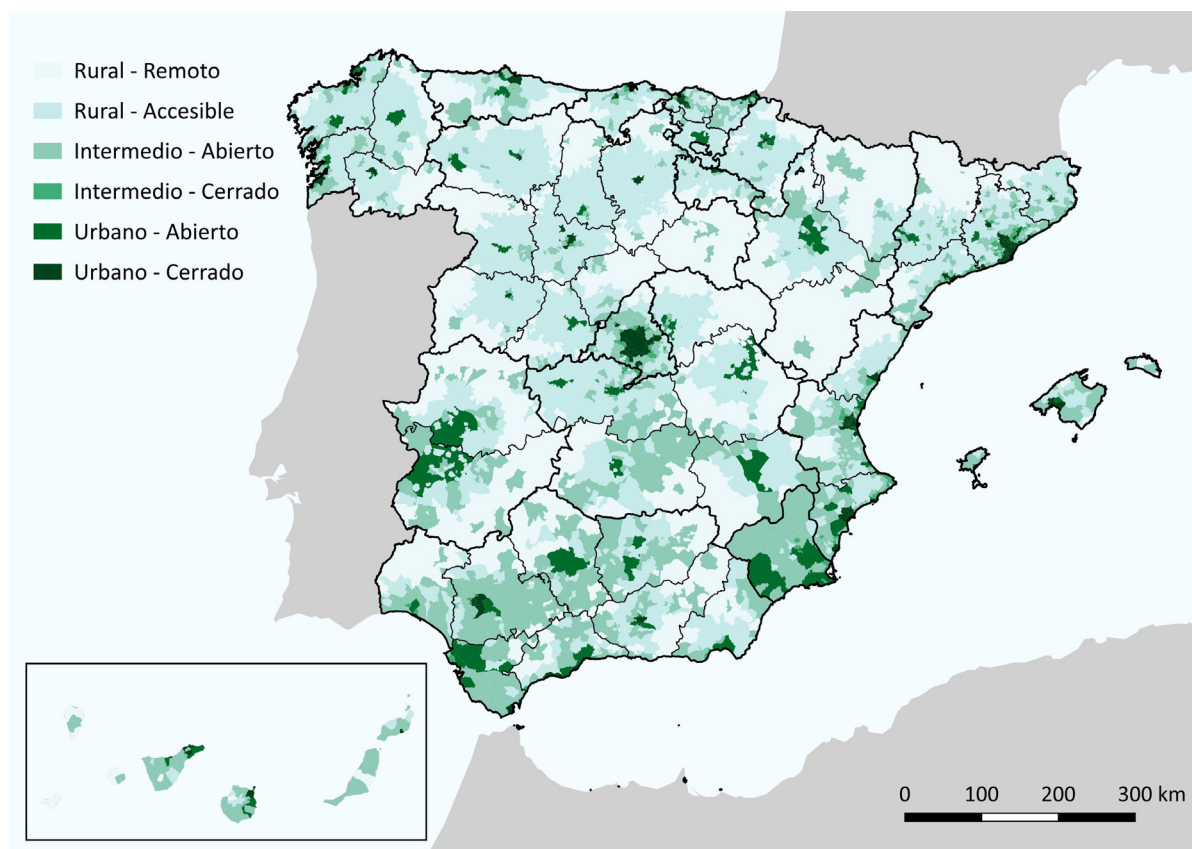 Rural - Remoto
Rural - Accesible
Intermedio - Abierto
Intermedio - Cerrado
Urbano - Abierto
Urbano - Cerrado
0 100 200 300 km